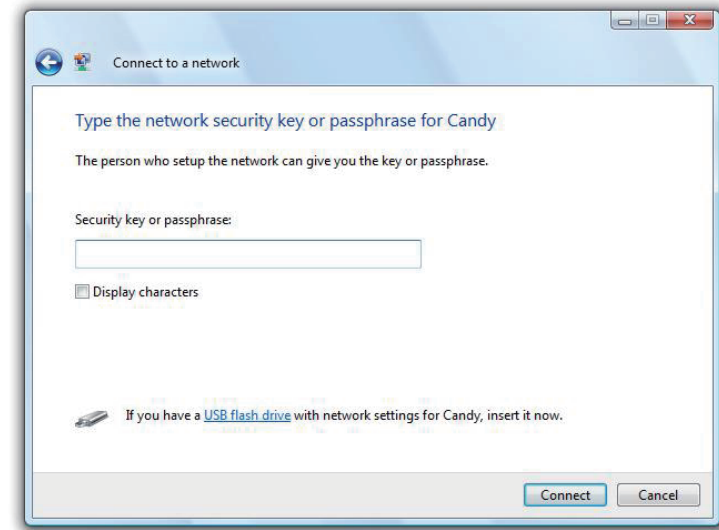 Connect to a network
Type the network security key or passphrase for Candy
The person who setup the network can give you the key or passphrase.
Security key or passphrase:
Display characters
If you have a USB flash drive with network settings for Candy, insert it now.
Connect Cancel